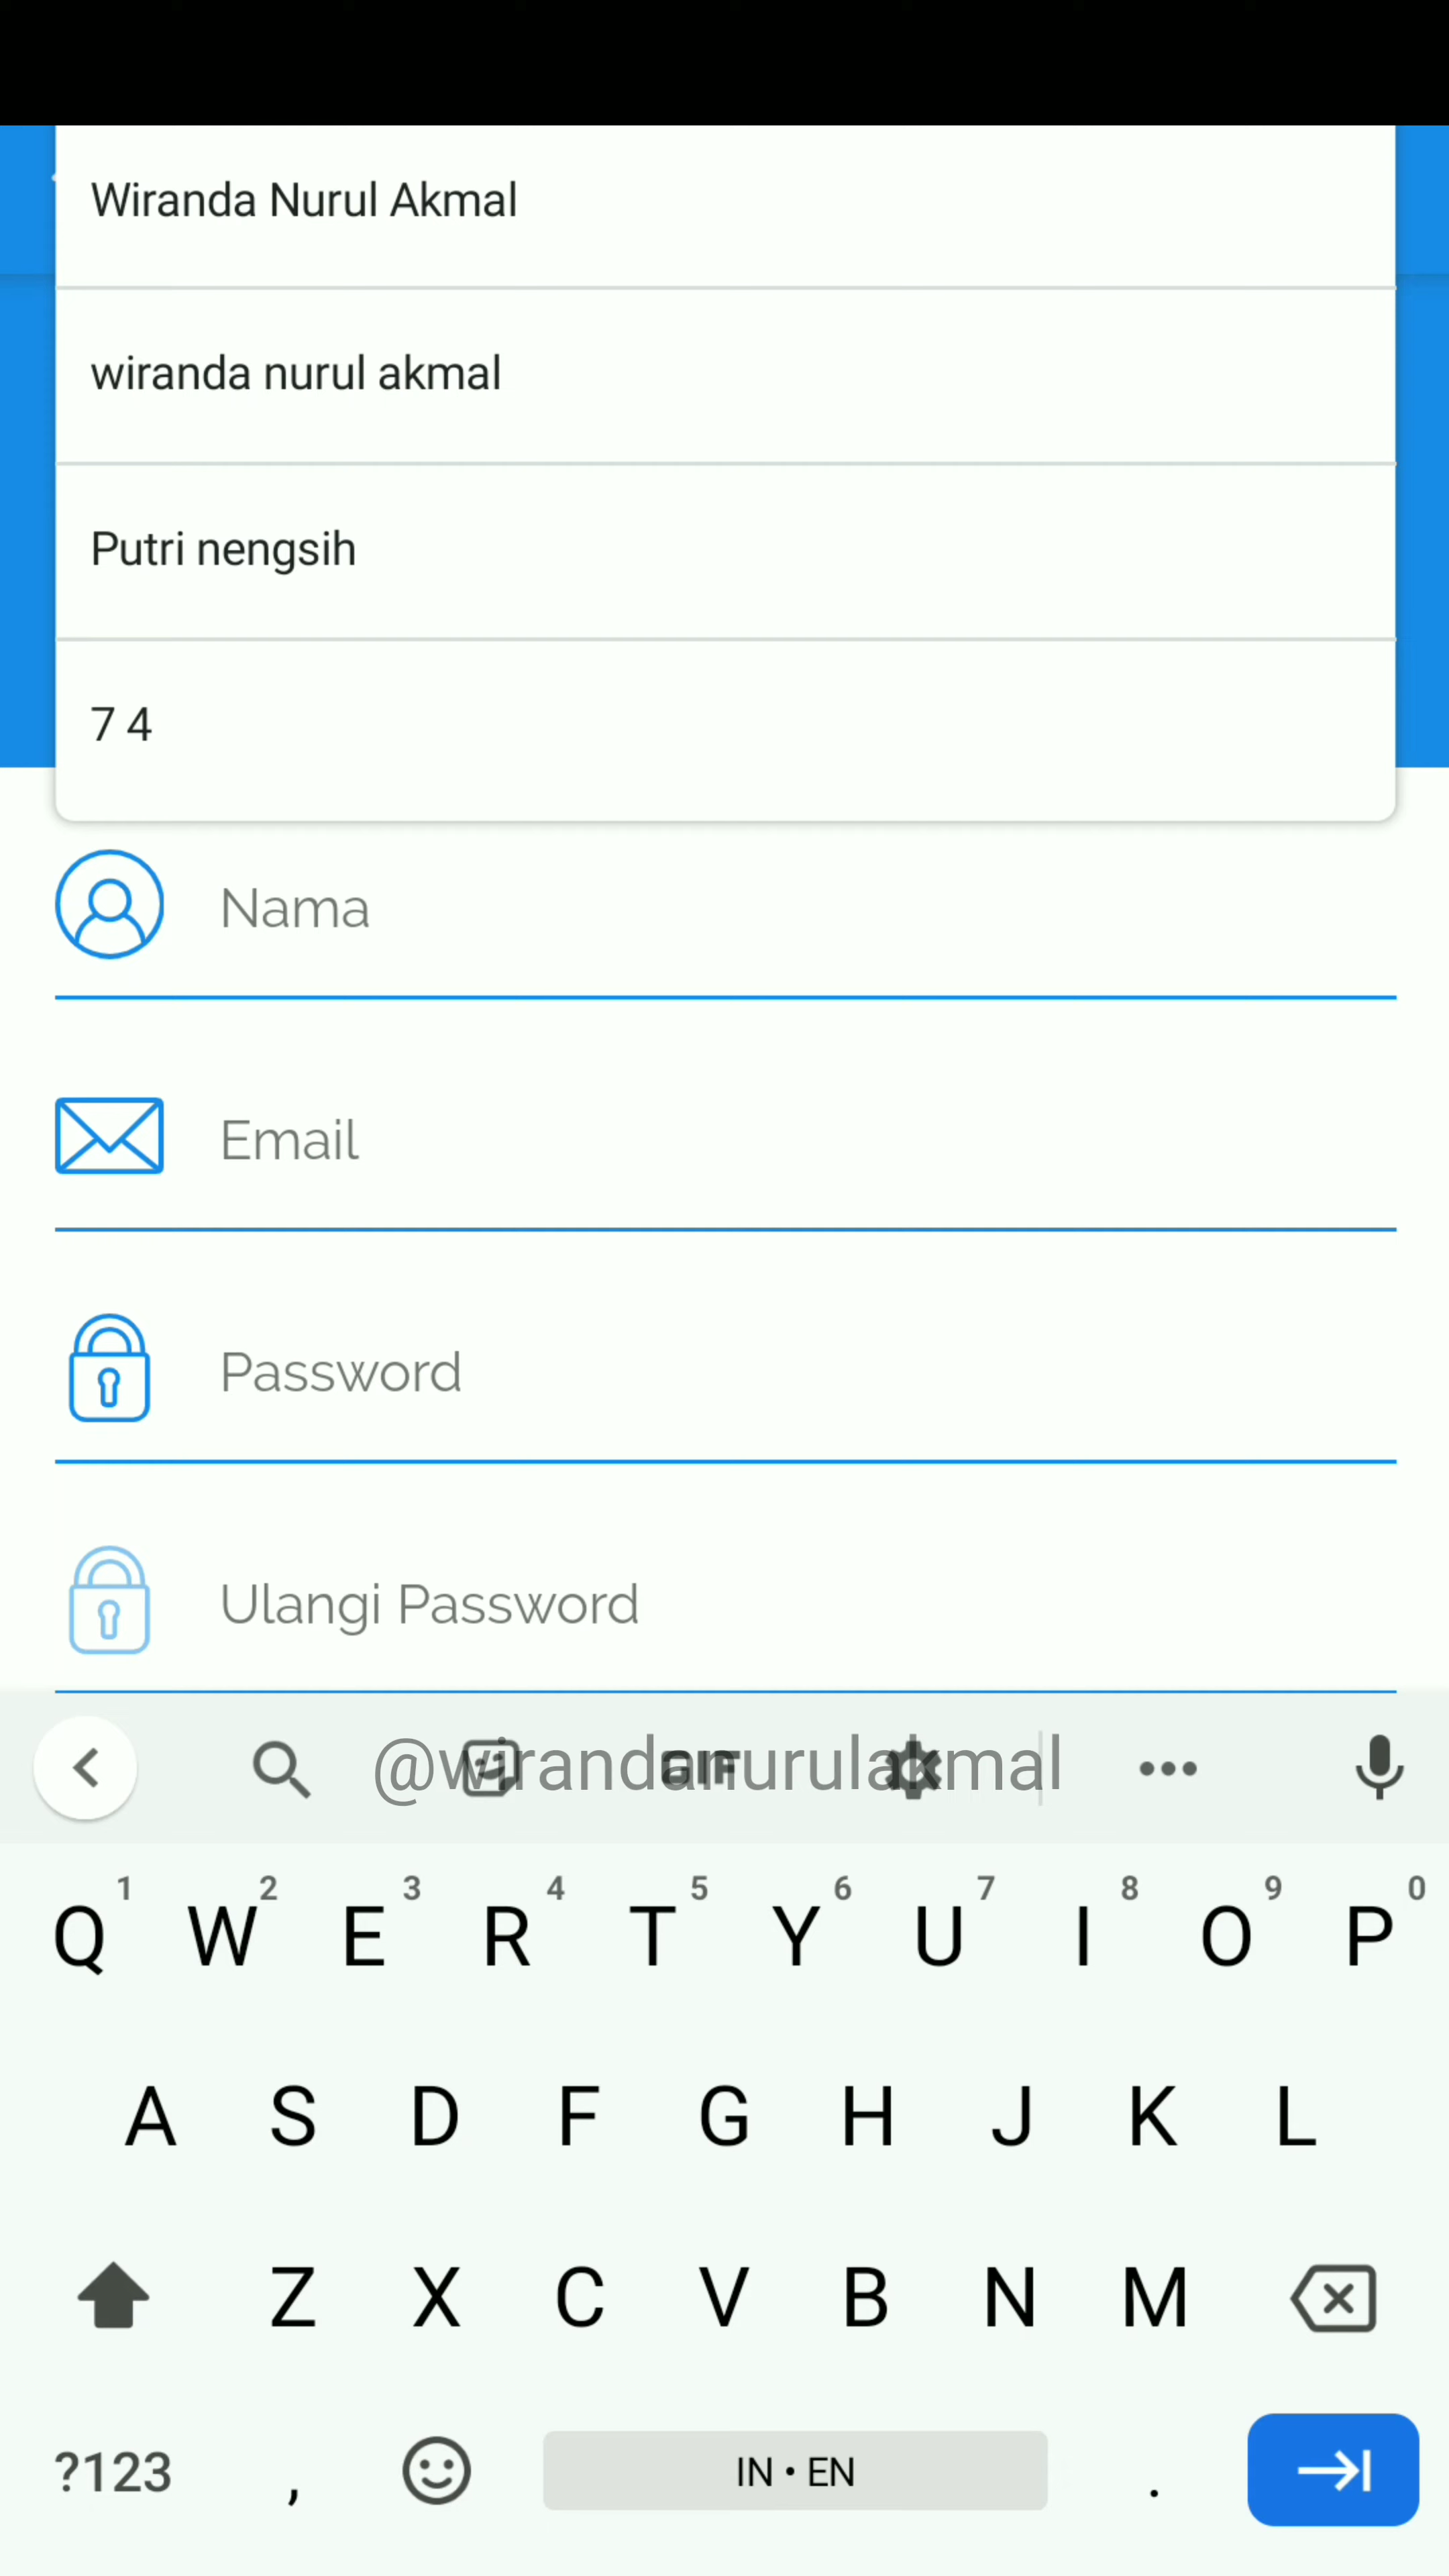 Wiranda Nurul Akmal
wiranda nurul akmal
Putri nengsih
7 4
Nama
Email
Password
Ulangi Password
@wirandanurulakmal
GIF
1 2 3 4 5 6 7 8 9 0
Q W E R T Y U I O P
A S D F G H J K L
Z X C V B N M
?123 , IN • EN .